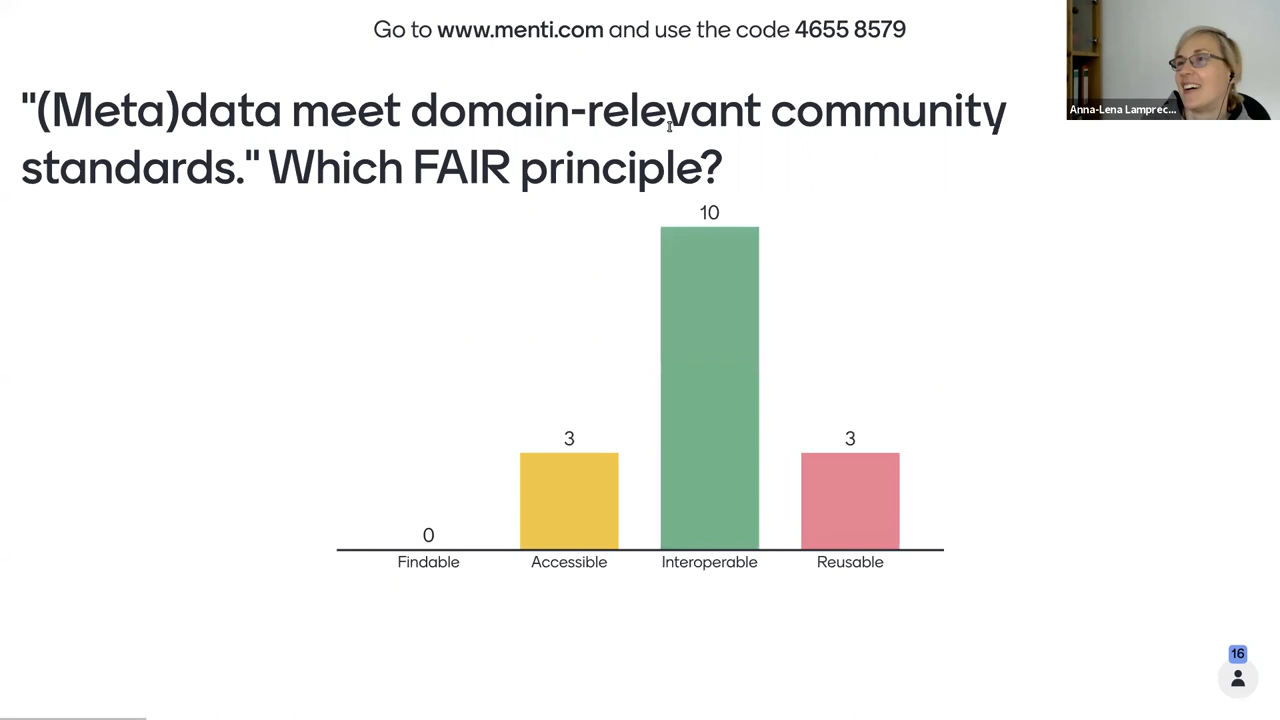 Go to www.menti.com and use the code 4655 8579
Anna-Lena Lamprec...
"(Meta)data meet domain-relevant community
standards." Which FAIR principle?
10
3
3
0
Findable
Accessible
Interoperable
Reusable
16